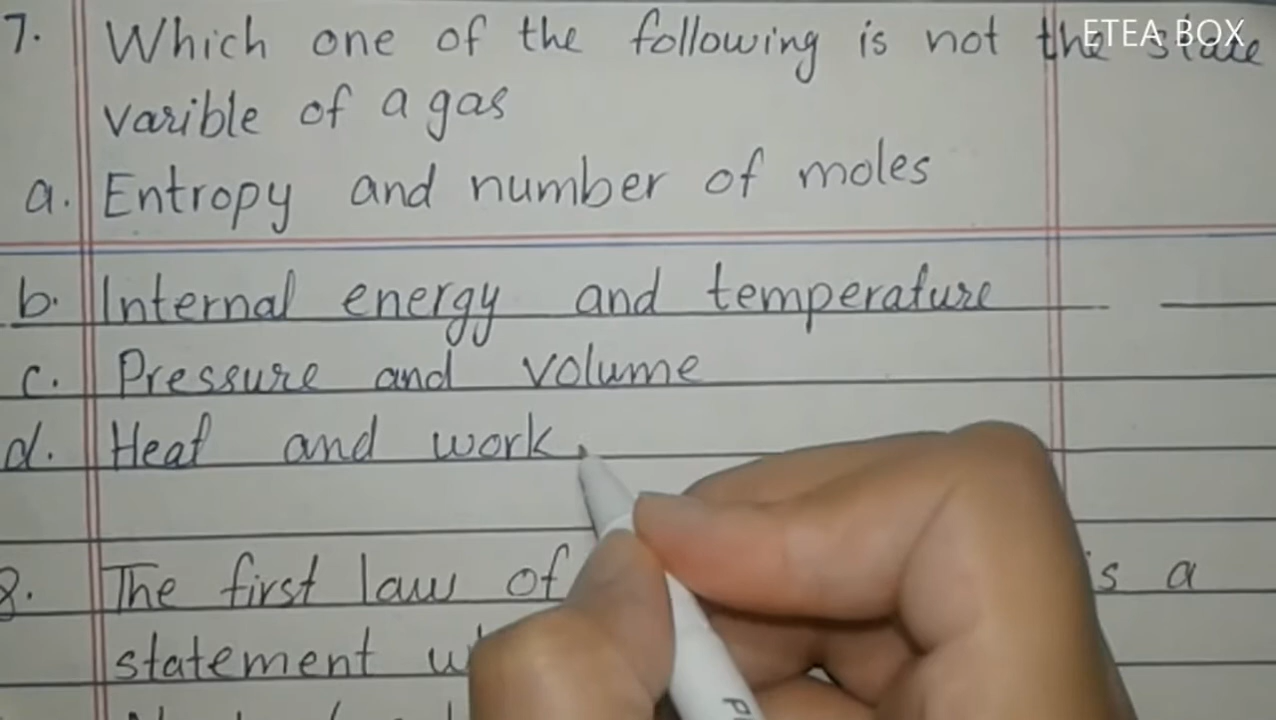 ETEA BOX
7. Which one of the following is not the state
varible of a gas
a. Entropy and number of moles
b. Internal energy and temperature
c. Pressure and volume
d. Heat and work
8. The first law of is a
statement